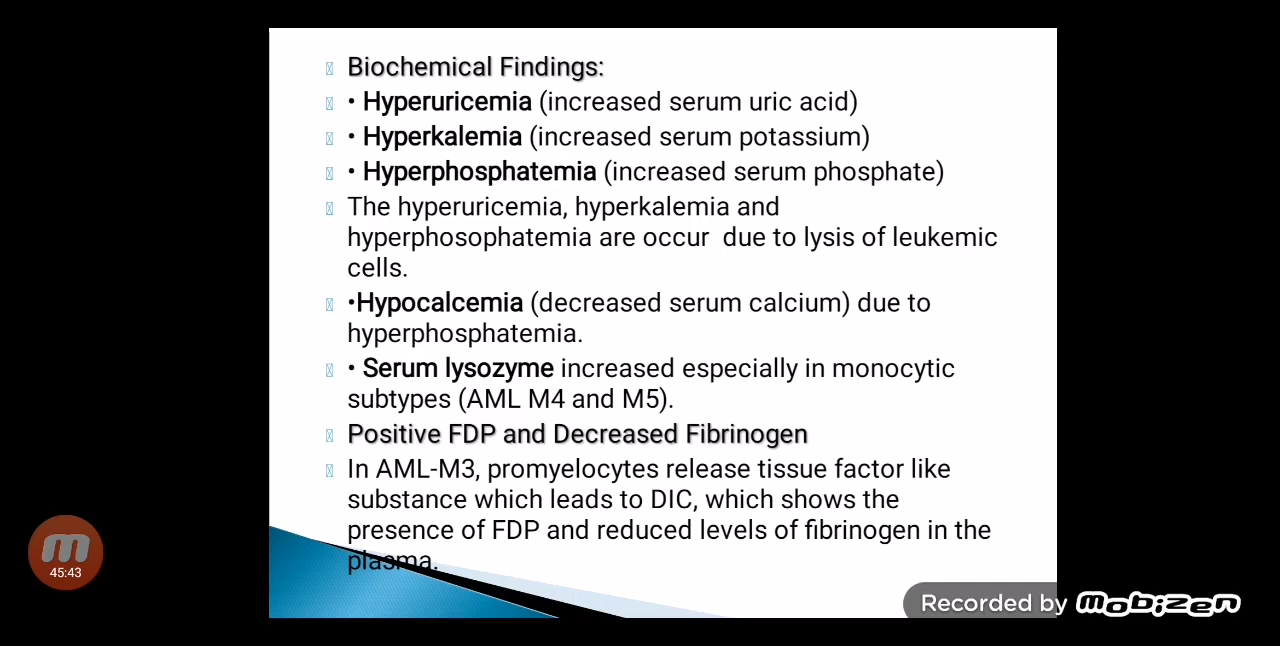 Biochemical Findings:
• Hyperuricemia (increased serum uric acid)
• Hyperkalemia (increased serum potassium)
• Hyperphosphatemia (increased serum phosphate)
The hyperuricemia, hyperkalemia and
hyperphosophatemia are occur  due to lysis of leukemic
cells.
•Hypocalcemia (decreased serum calcium) due to
hyperphosphatemia.
• Serum lysozyme increased especially in monocytic
subtypes (AML M4 and M5).
Positive FDP and Decreased Fibrinogen
In AML-M3, promyelocytes release tissue factor like
substance which leads to DIC, which shows the
presence of FDP and reduced levels of fibrinogen in the
plasma.
m
45:43
Recorded by mobizen